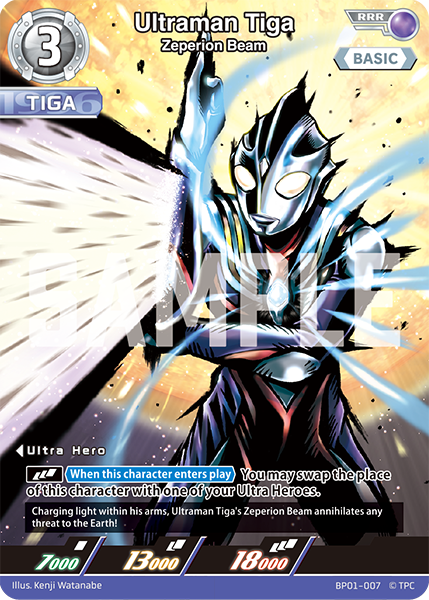 Ultraman Tiga
Zeperion Beam
RRR
3
BASIC
1996
TIGA
SAMPLE
Ultra Hero
When this character enters play You may swap the place
of this character with one of your Ultra Heroes.
Charging light within his arms, Ultraman Tiga's Zeperion Beam annihilates any
threat to the Earth!
7000 13000 18000
Illus. Kenji Watanabe BP01-007 © TPC